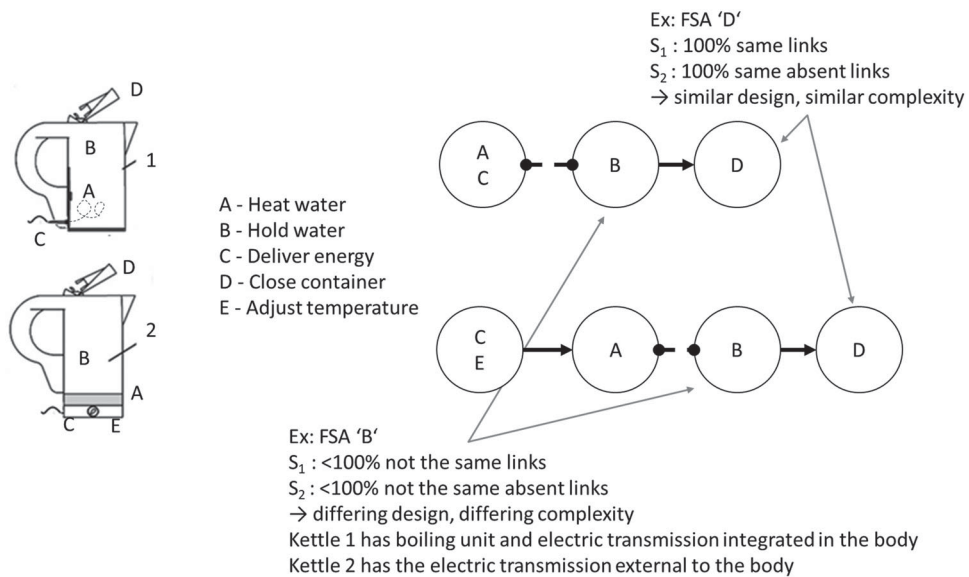 D
B
1
A
C
D
2
B
A
C
E
A - Heat water
B - Hold water
C - Deliver energy
D - Close container
E - Adjust temperature
Ex: FSA ‘D‘
S₁ : 100% same links
S₂ : 100% same absent links
→ similar design, similar complexity
A
C
B
D
C
E
A
B
D
Ex: FSA ‘B‘
S₁ : <100% not the same links
S₂ : <100% not the same absent links
→ differing design, differing complexity
Kettle 1 has boiling unit and electric transmission integrated in the body
Kettle 2 has the electric transmission external to the body